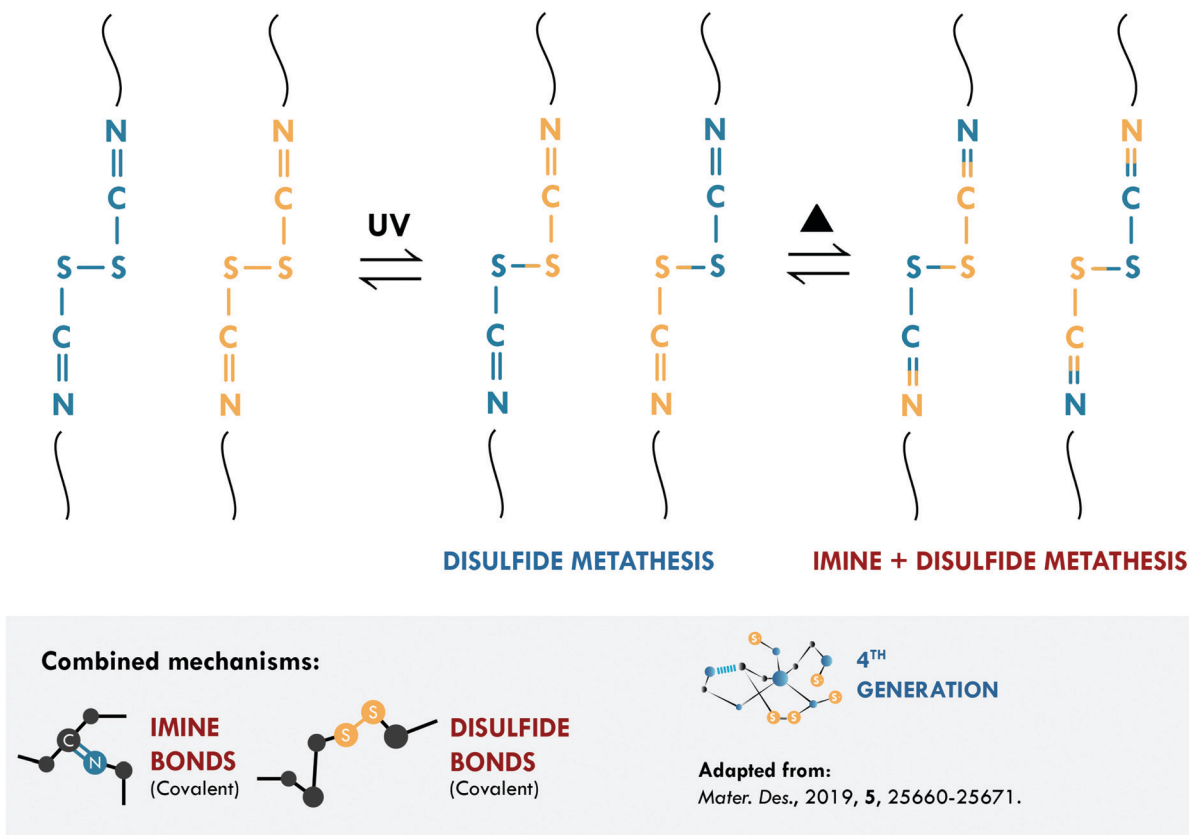 N N N N N N
C C C C C C
UV
S S S S S S S S S S S S
C C C C C C
N N N N N N
DISULFIDE METATHESIS IMINE + DISULFIDE METATHESIS
Combined mechanisms:
C N
IMINE
BONDS
(Covalent)
S S
DISULFIDE
BONDS
(Covalent)
S S S S S
4TH
GENERATION
Adapted from:
Mater. Des., 2019, 5, 25660-25671.